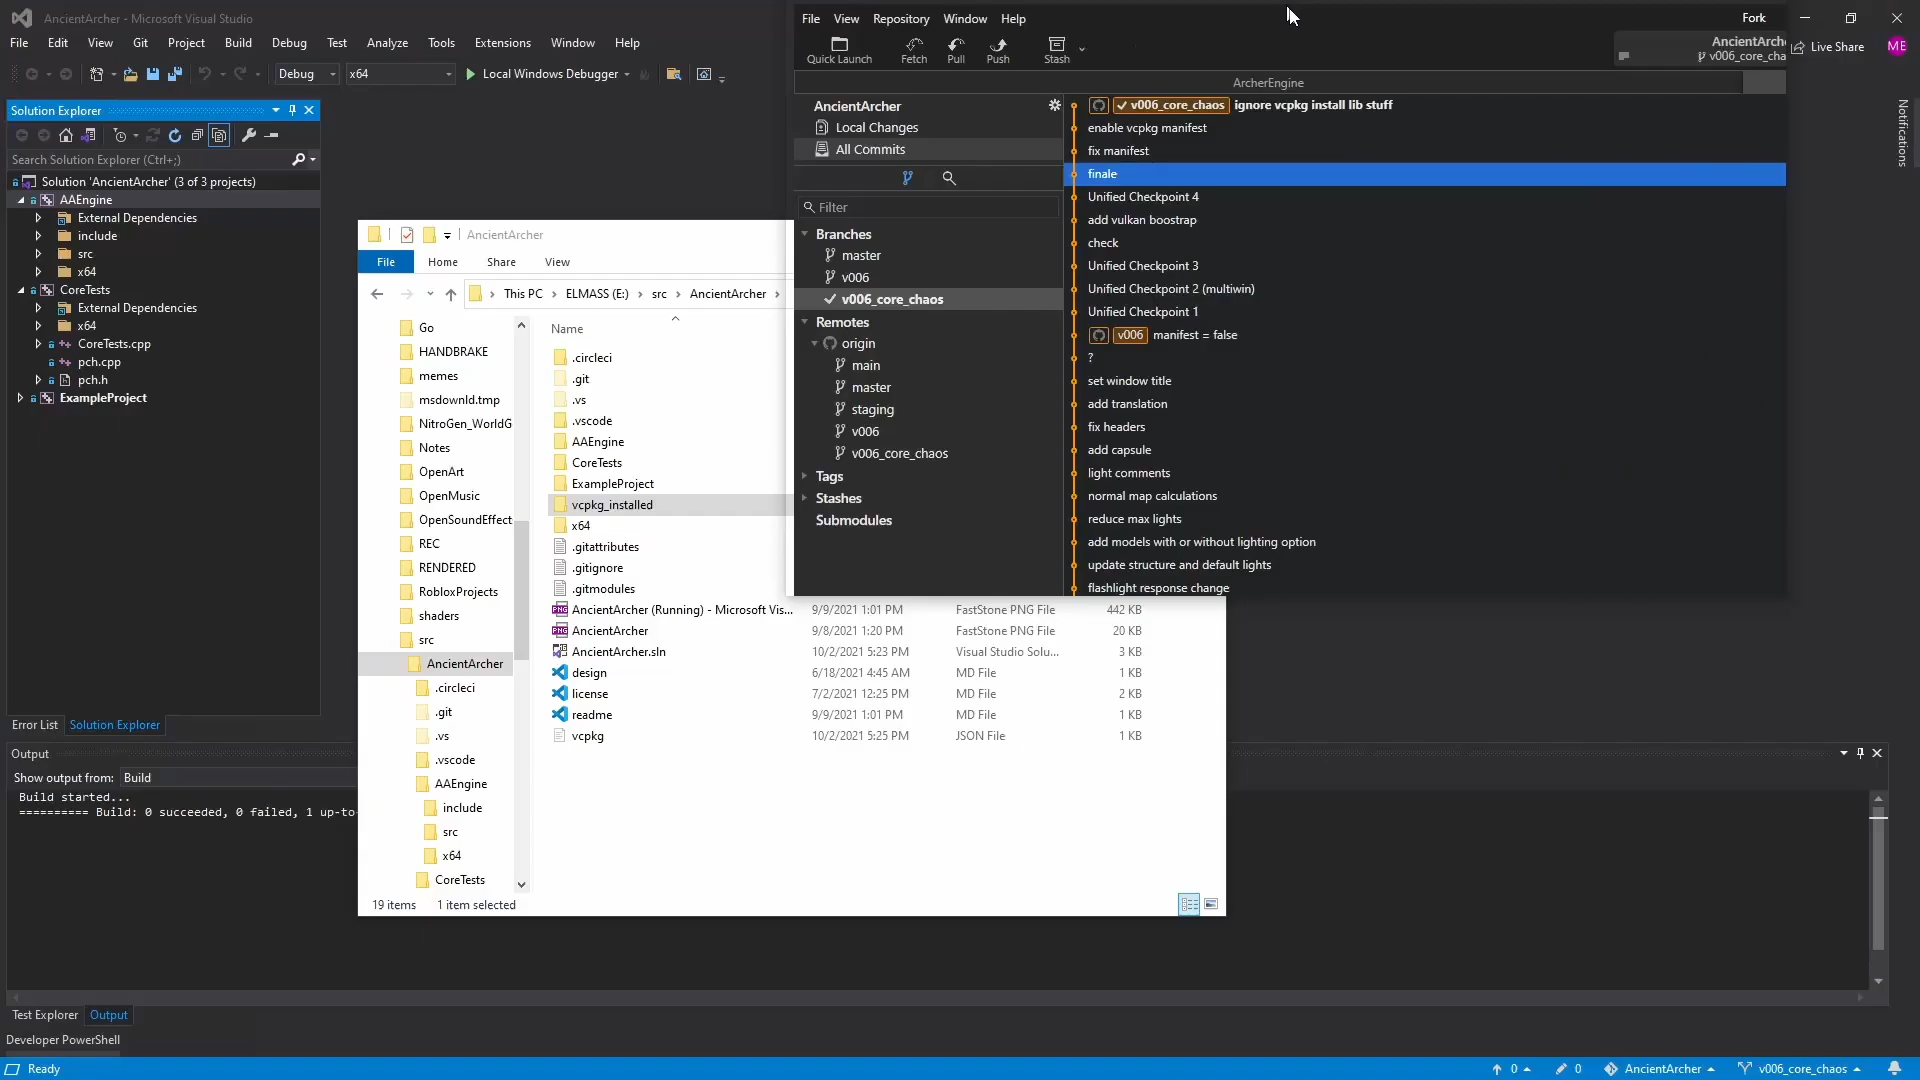 AncientArcher - Microsoft Visual Studio
File Edit View Git Project Build Debug Test Analyze Tools Extensions Window Help
Debug x64 Local Windows Debugger
Live Share
ME
Notifications
Solution Explorer
Search Solution Explorer (Ctrl+;)
Solution 'AncientArcher' (3 of 3 projects)
AAEngine
External Dependencies
include
src
x64
CoreTests
External Dependencies
x64
CoreTests.cpp
pch.cpp
pch.h
ExampleProject
Error List Solution Explorer
File View Repository Window Help
Fork
Quick Launch Fetch Pull Push Stash
AncientArche
v006_core_cha
ArcherEngine
AncientArcher
Local Changes
All Commits
Filter
Branches
master
v006
v006_core_chaos
Remotes
origin
main
master
staging
v006
v006_core_chaos
Tags
Stashes
Submodules
v006_core_chaos ignore vcpkg install lib stuff
enable vcpkg manifest
fix manifest
finale
Unified Checkpoint 4
add vulkan boostrap
check
Unified Checkpoint 3
Unified Checkpoint 2 (multiwin)
Unified Checkpoint 1
v006 manifest = false
?
set window title
add translation
fix headers
add capsule
light comments
normal map calculations
reduce max lights
add models with or without lighting option
update structure and default lights
flashlight response change
AncientArcher
File Home Share View
This PC > ELMASS (E:) > src > AncientArcher >
Go
HANDBRAKE
memes
msdownld.tmp
NitroGen_WorldG
Notes
OpenArt
OpenMusic
OpenSoundEffect
REC
RENDERED
RobloxProjects
shaders
src
AncientArcher
.circleci
.git
.vs
.vscode
AAEngine
include
src
x64
CoreTests
Name
.circleci
.git
.vs
.vscode
AAEngine
CoreTests
ExampleProject
vcpkg_installed
x64
.gitattributes
.gitignore
.gitmodules
AncientArcher (Running) - Microsoft Vis... 9/9/2021 1:01 PM FastStone PNG File 442 KB
AncientArcher 9/8/2021 1:20 PM FastStone PNG File 20 KB
AncientArcher.sln 10/2/2021 5:23 PM Visual Studio Solu... 3 KB
design 6/18/2021 4:45 AM MD File 1 KB
license 7/2/2021 12:25 PM MD File 2 KB
readme 9/9/2021 1:01 PM MD File 1 KB
vcpkg 10/2/2021 5:25 PM JSON File 1 KB
19 items 1 item selected
Output
Show output from: Build
Build started...
========== Build: 0 succeeded, 0 failed, 1 up-to-
Test Explorer Output
Developer PowerShell
Ready
0 0 AncientArcher v006_core_chaos